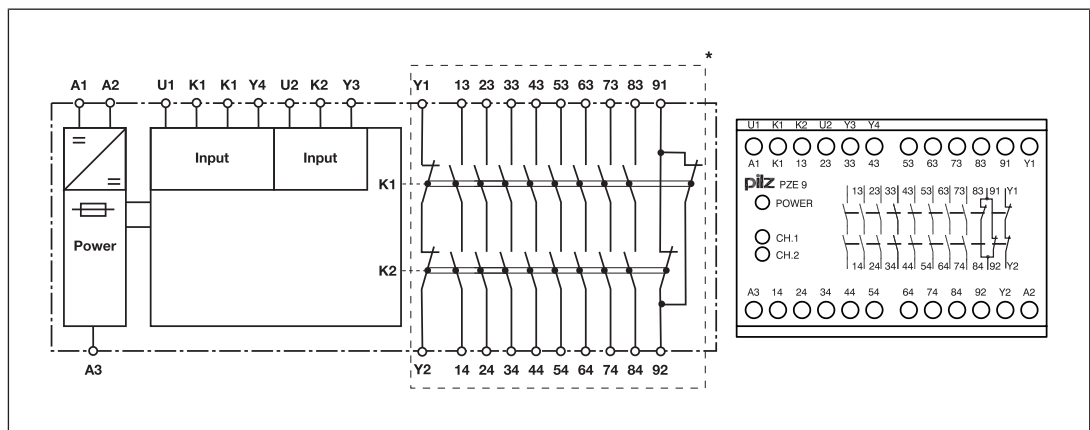 *
A1 A2 U1 K1 K1 Y4 U2 K2 Y3 Y1 13 23 33 43 53 63 73 83 91
Input Input
K1
Power
K2
A3
Y2 14 24 34 44 54 64 74 84 92
U1 K1 K2 U2 Y3 Y4
A1 K1 13 23 33 43 53 63 73 83 91 Y1
pilz PZE 9
POWER
CH.1
CH.2
13 23 33 43 53 63 73 83 91 Y1
14 24 34 44 54 64 74 84 92 Y2
A3 14 24 34 44 54 64 74 84 92 Y2 A2